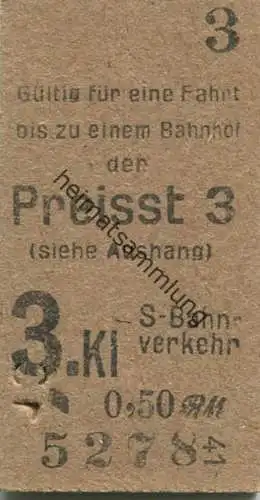 3
Gültig für eine Fahrt
bis zu einem Bahnhof
der
Preisst 3
(siehe Aushang)
3.Kl
S-Bahn-
verkehr
0,50 RM
52784
heimatsammlung.de